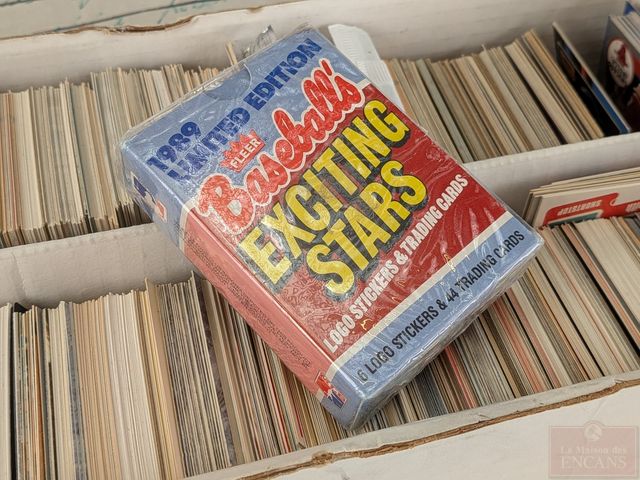 1989
LIMITED EDITION
FLEER
Baseball's
EXCITING
STARS
LOGO STICKERS & TRADING CARDS
6 LOGO STICKERS & 44 TRADING CARDS
SHORTSTOP
La Maison des
ENCANS